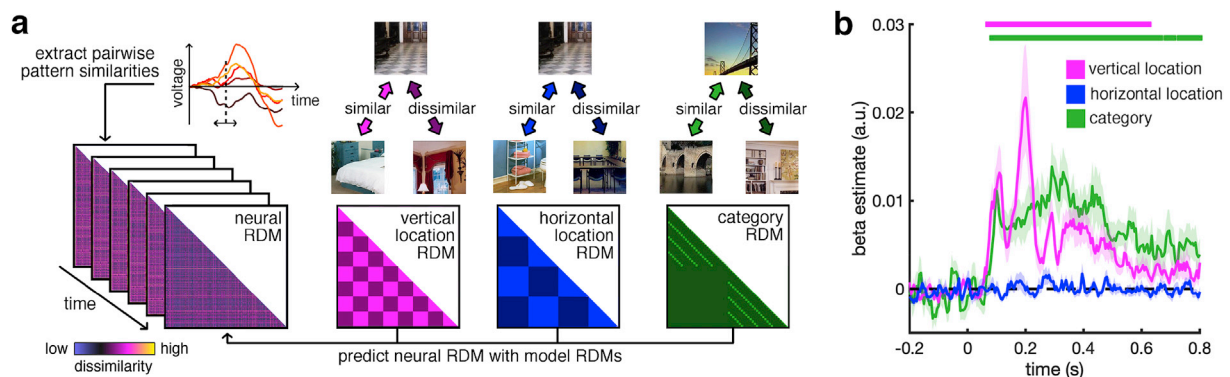 a
extract pairwise
pattern similarities
voltage
time
similar
dissimilar
similar
dissimilar
similar
dissimilar
neural
RDM
vertical
location
RDM
horizontal
location
RDM
category
RDM
time
low
high
dissimilarity
predict neural RDM with model RDMs
b
0.03
0.02
0.01
0
beta estimate (a.u.)
vertical location
horizontal location
category
-0.2
0
0.2
0.4
0.6
0.8
time (s)